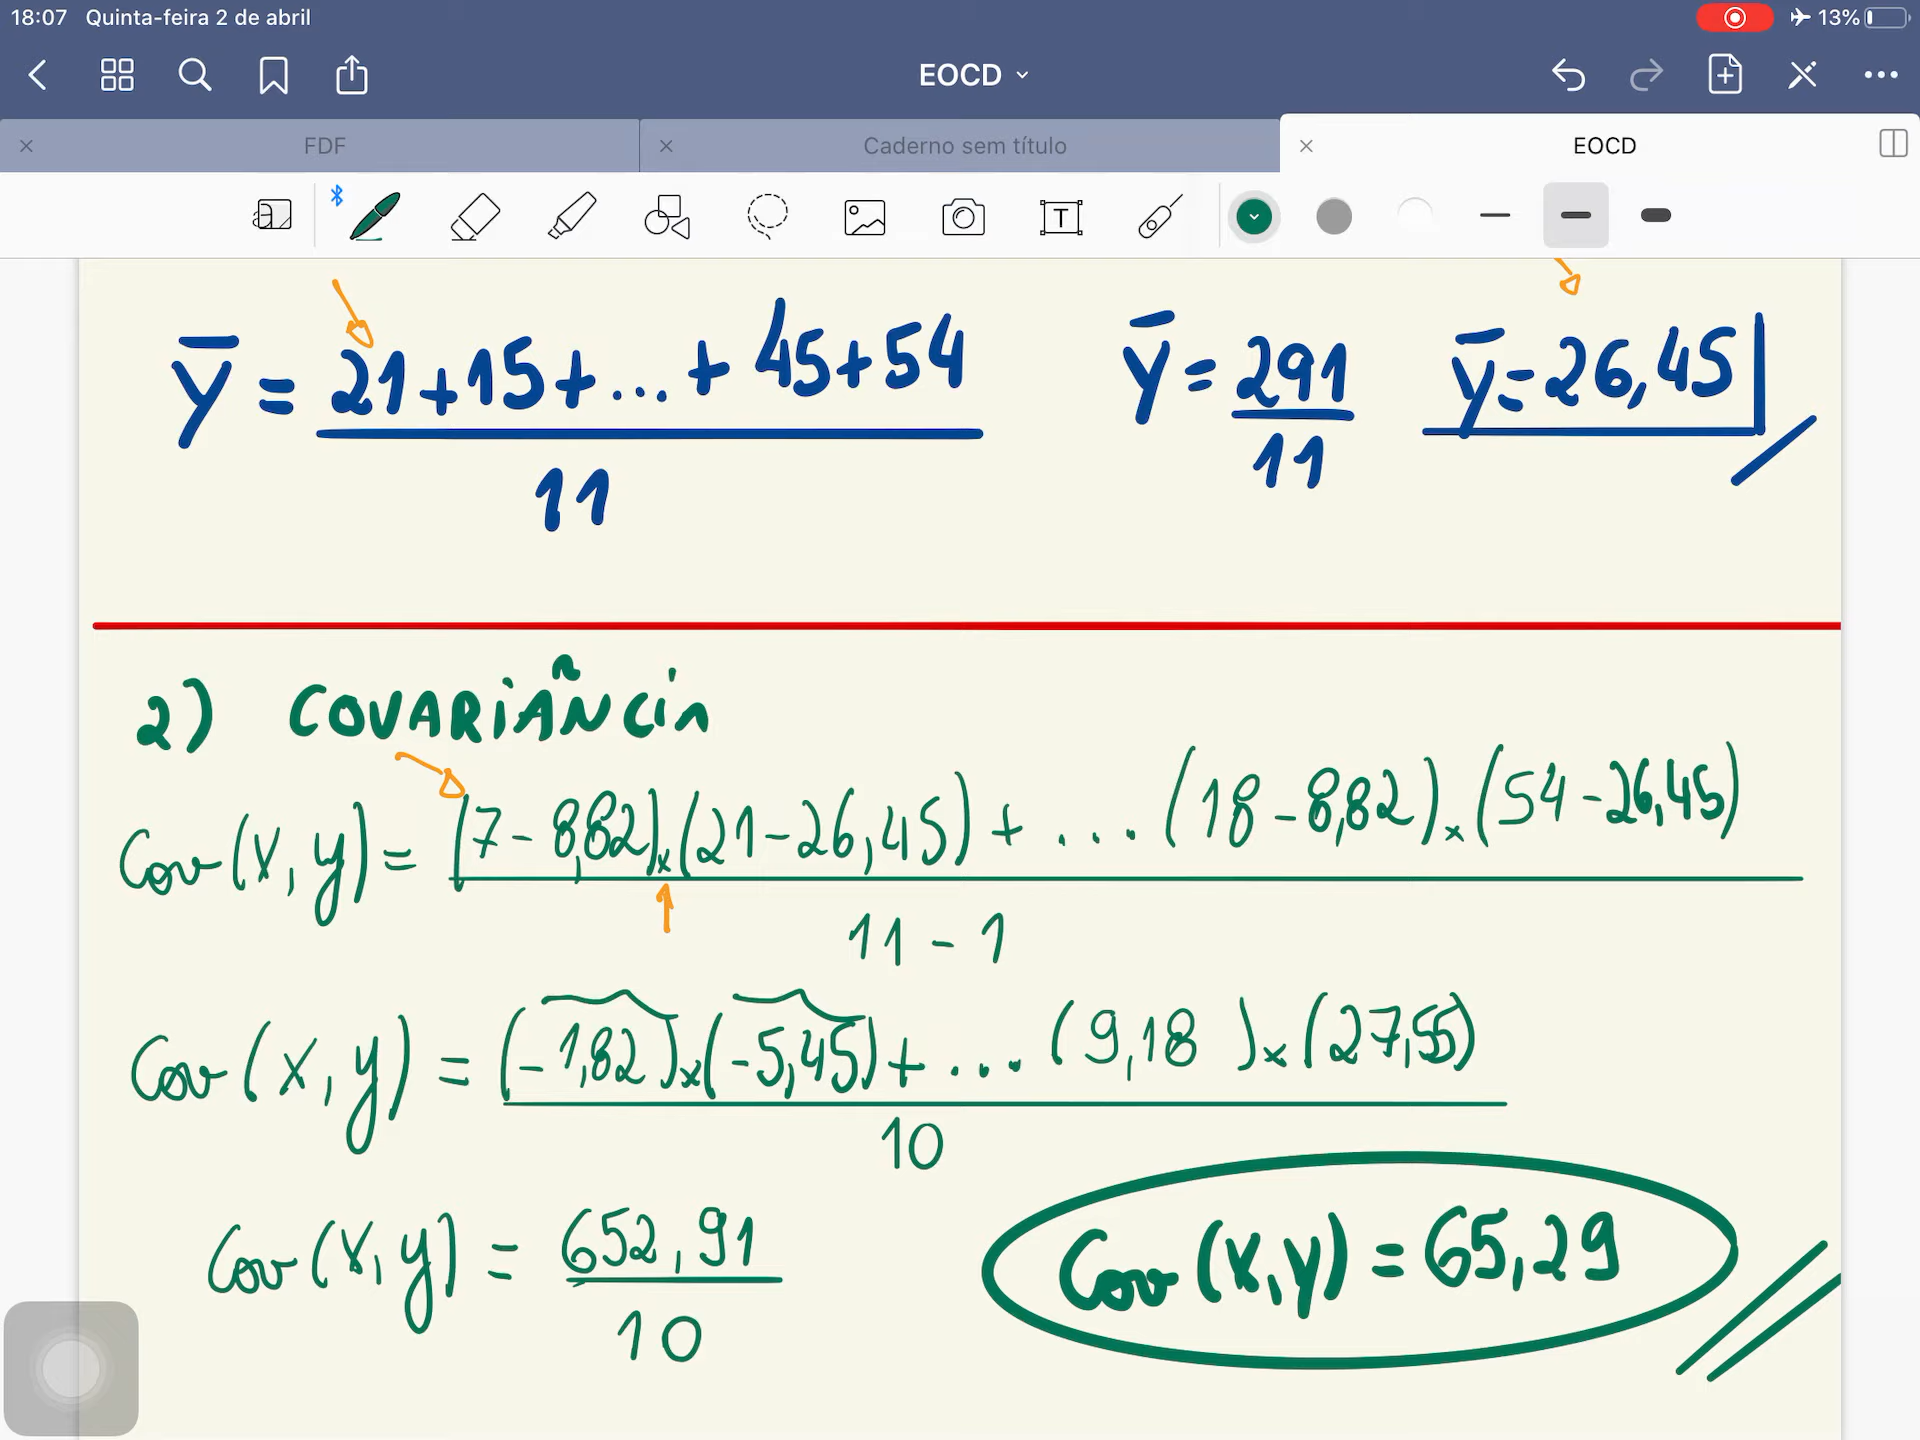 18:07 Quinta-feira 2 de abril 13%
EOCD
FDF Caderno sem título EOCD
ȳ = 21+15+...+45+54 / 11 ȳ = 291 / 11 ȳ = 26,45
2) COVARIÂNCIA
Cov(x,y) = (7-8,82)x(21-26,45)+...(18-8,82)x(54-26,45) / 11-1
Cov(x,y) = (-1,82)x(-5,45)+...(9,18)x(27,55) / 10
Cov(x,y) = 652,91 / 10 Cov(x,y) = 65,29